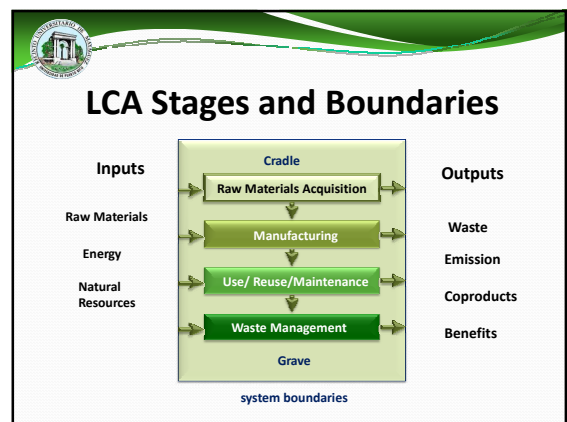 LCA Stages and Boundaries
Inputs
Raw Materials
Energy
Natural
Resources
Cradle
Raw Materials Acquisition
Manufacturing
Use/ Reuse/Maintenance
Waste Management
Grave
system boundaries
Outputs
Waste
Emission
Coproducts
Benefits